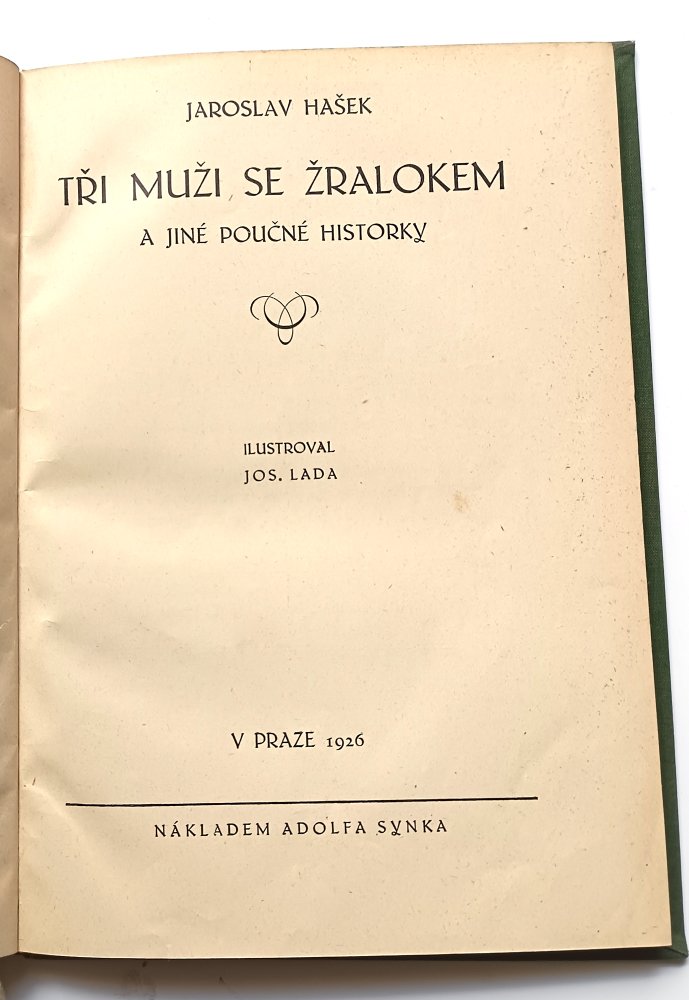 JAROSLAV HAŠEK
TŘI MUŽI SE ŽRALOKEM
A JINÉ POUČNÉ HISTORKY
ILUSTROVAL
JOS. LADA
V PRAZE 1926
NÁKLADEM ADOLFA SYNKA